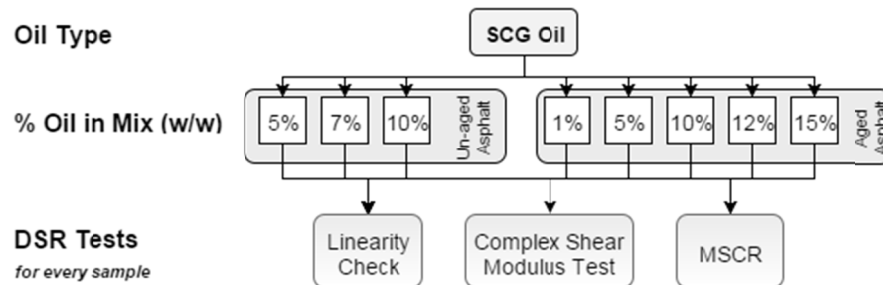 Oil Type
SCG Oil
% Oil in Mix (w/w)
5%
7%
10%
Un-aged
Asphalt
1%
5%
10%
12%
15%
Aged
Asphalt
DSR Tests
for every sample
Linearity
Check
Complex Shear
Modulus Test
MSCR